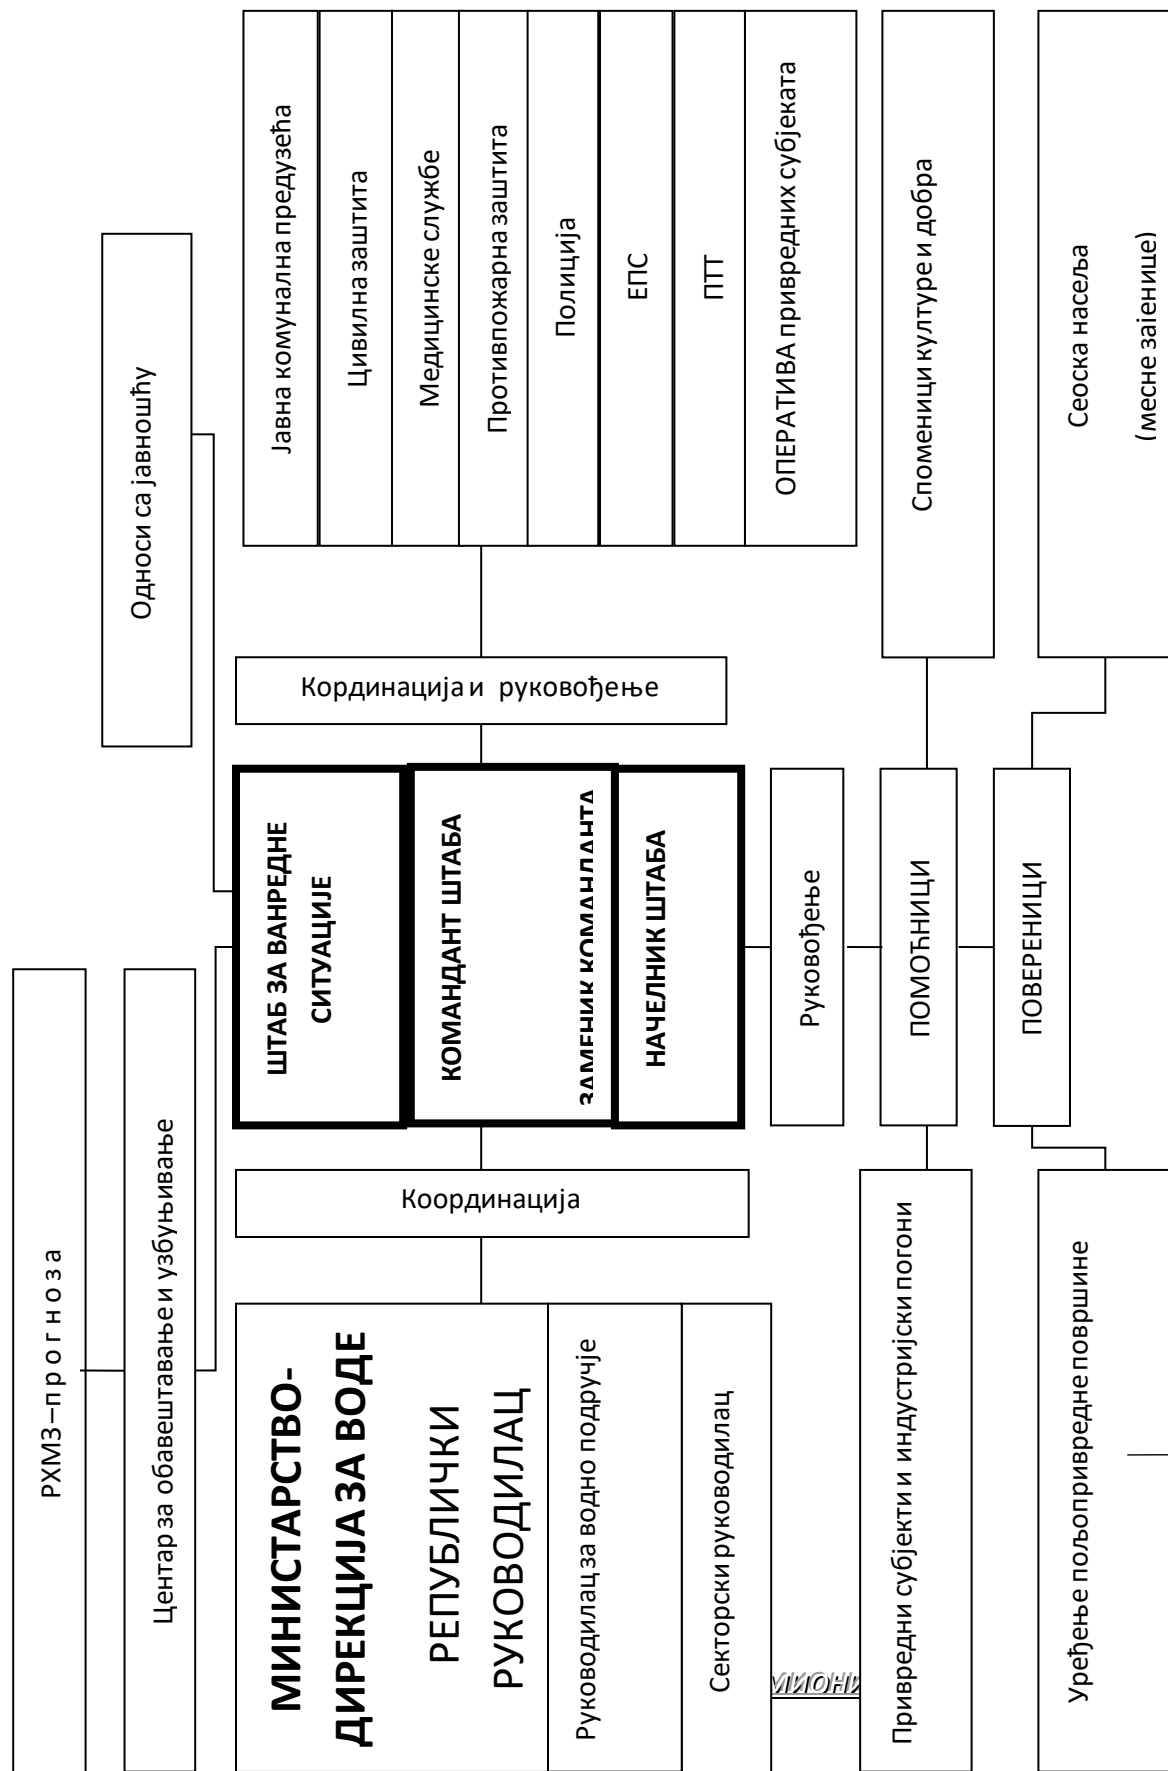 РХМЗ–п р о г н о з а
Центар за обавештавање и узбуњивање
Односи са јавношћу
МИНИСТАРСТВО-
ДИРЕКЦИЈА ЗА ВОДЕ
РЕПУБЛИЧКИ
РУКОВОДИЛАЦ
Руководилац за водно подручје
Секторски руководилац
Координација
ШТАБ ЗА ВАНРЕДНЕ
СИТУАЦИЈЕ
КОМАНДАНТ ШТАБА
ЗАМЕНИК КОМАНДАНТА
НАЧЕЛНИК ШТАБА
Кординација и руковођење
Јавна комунална предузећа
Цивилна заштита
Медицинске службе
Противпожарна заштита
Полиција
ЕПС
ПТТ
ОПЕРАТИВА привредних субјеката
Руковођење
ПОМОЋНИЦИ
ПОВЕРЕНИЦИ
Привредни субјекти и индустријски погони
Споменици културе и добра
Уређење пољопривредне површине
Сеоска насеља
(месне заіенице)